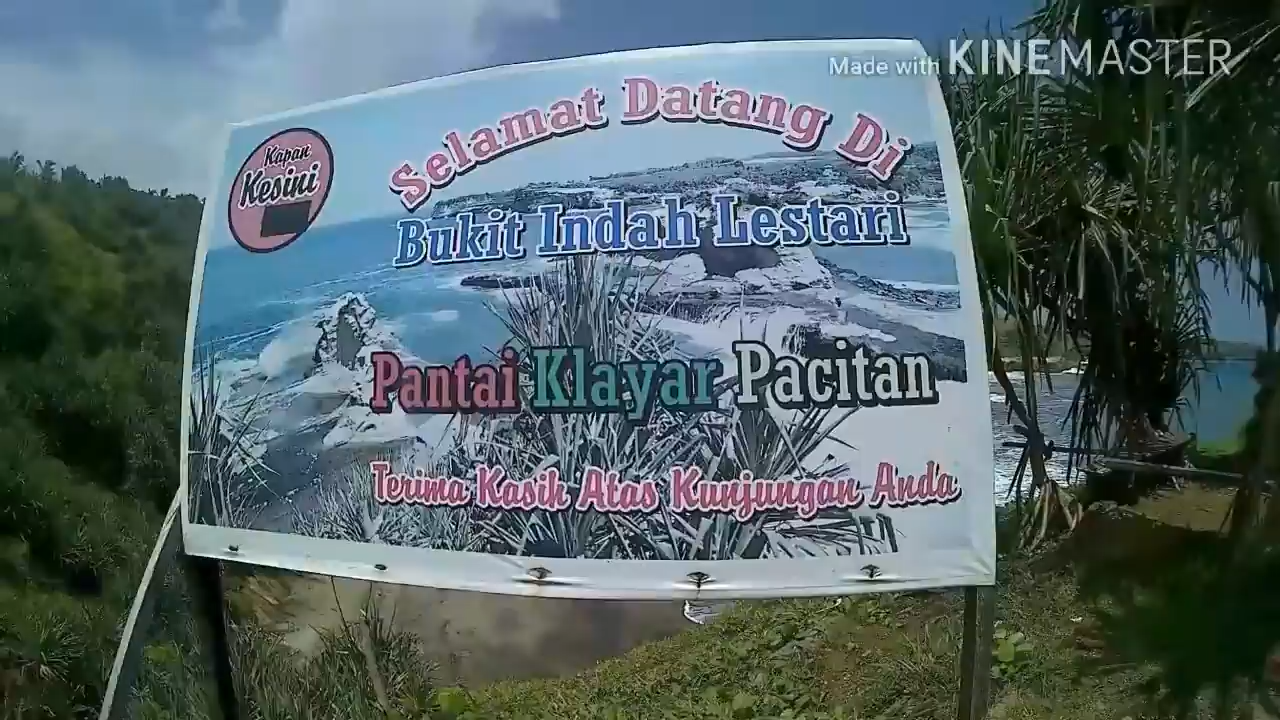 Made with KINEMASTER
Selamat Datang Di
Kapan
Kesini
Bukit Indah Lestari
Pantai Klayar Pacitan
Terima Kasih Atas Kunjungan Anda